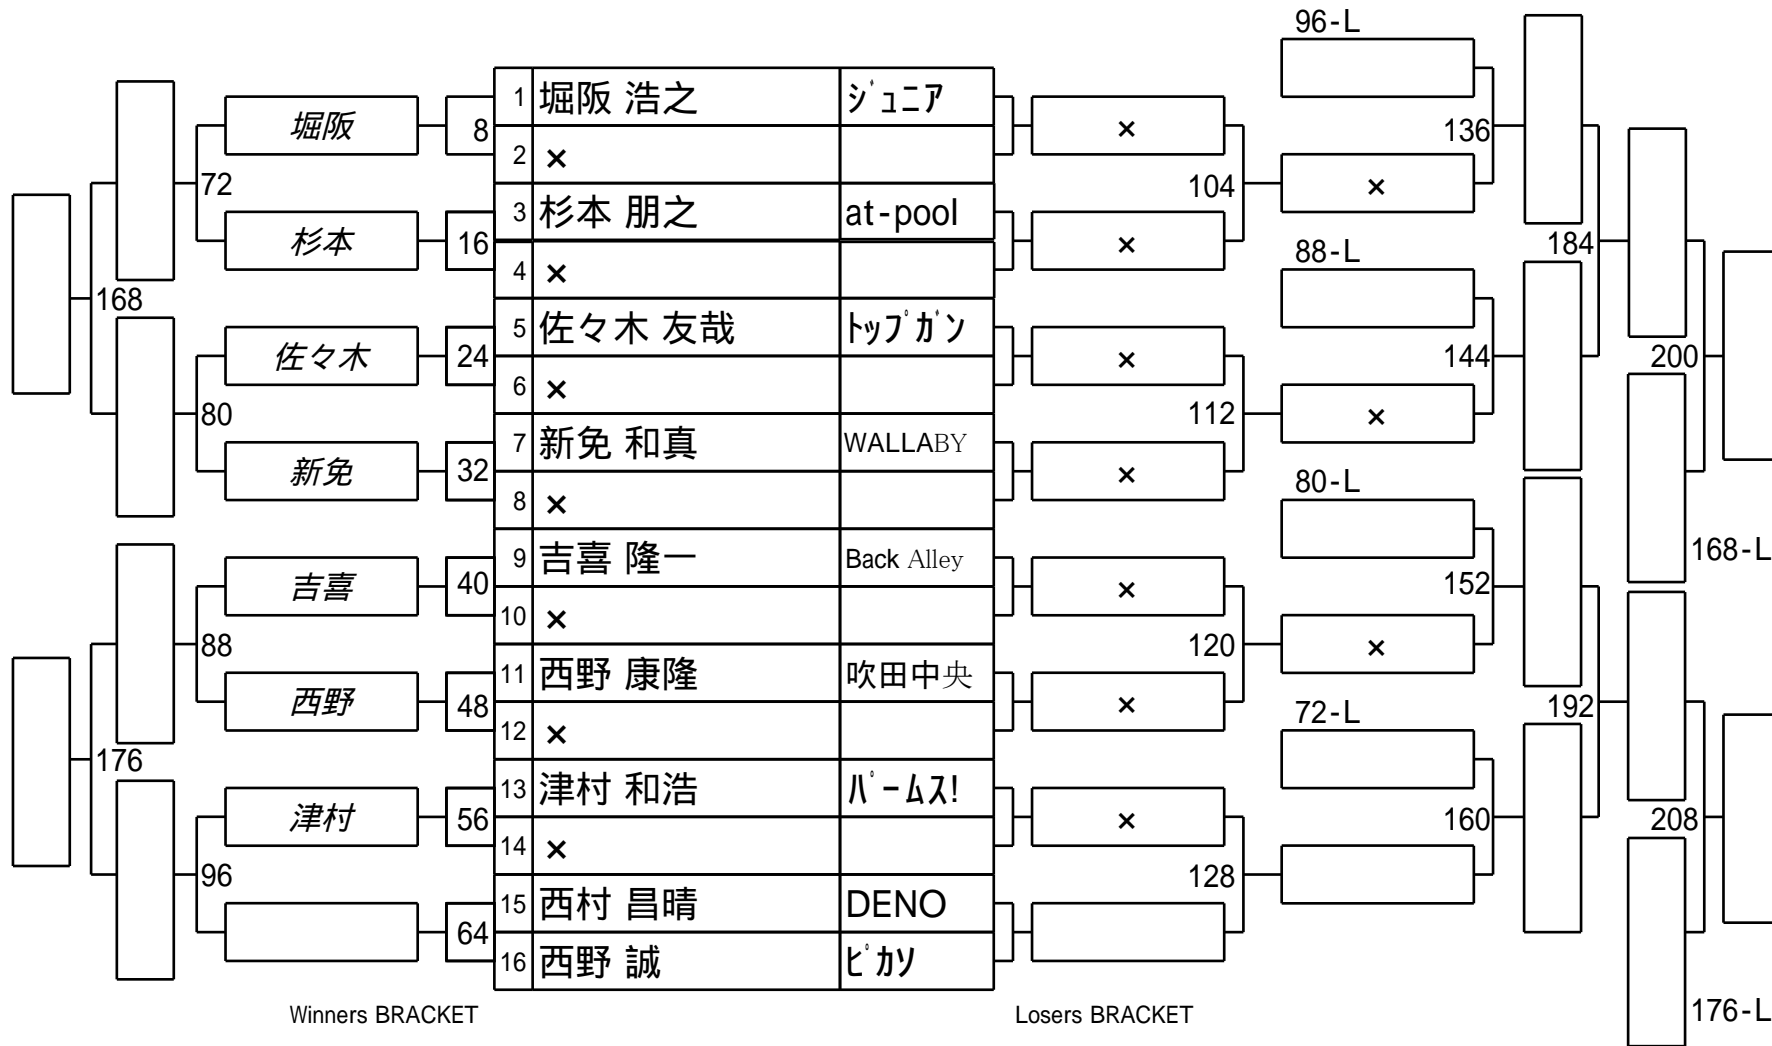 96-L
1 堀阪 浩之 ｼﾞｭﾆｱ
堀阪 8 × 136
2 ×
72 104 ×
3 杉本 朋之 at-pool
杉本 16 × 184
88-L
4 ×
168
5 佐々木 友哉 ﾄｯﾌﾟｶﾞﾝ
佐々木 24 × 144 200
6 ×
80 112 ×
7 新免 和真 WALLABY
新免 32 ×
80-L
8 ×
168-L
9 吉喜 隆一 Back Alley
吉喜 40 × 152
10 ×
88 120 ×
11 西野 康隆 吹田中央
西野 48 × 192
72-L
12 ×
176
13 津村 和浩 ﾊﾟｰﾑｽ!
津村 56 × 160 208
14 ×
96 128
15 西村 昌晴 DENO
64
16 西野 誠 ﾋﾟｶｿ
Winners BRACKET Losers BRACKET 176-L